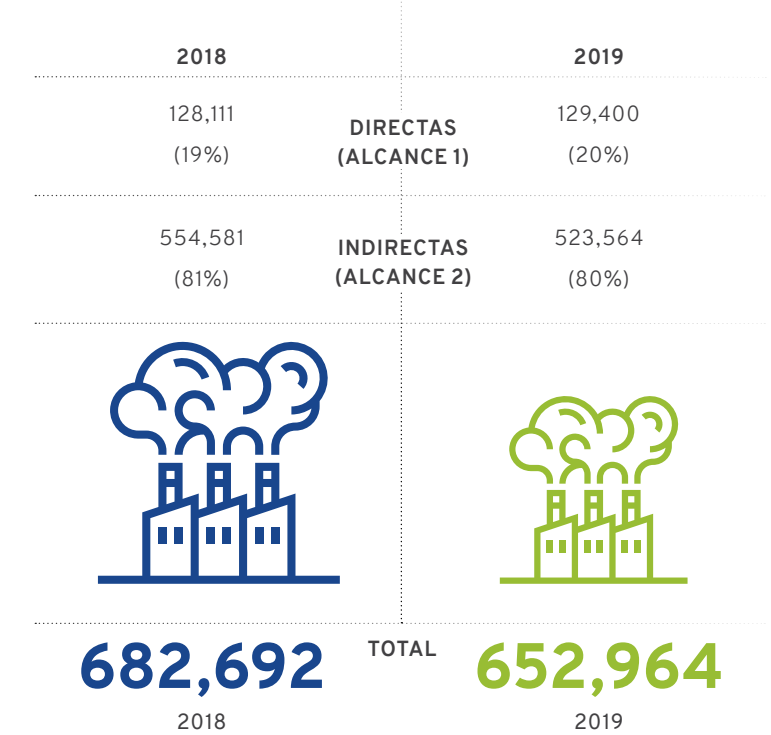 2018
2019
128,111
(19%)
DIRECTAS
(ALCANCE 1)
129,400
(20%)
554,581
(81%)
INDIRECTAS
(ALCANCE 2)
523,564
(80%)
682,692
2018
TOTAL
652,964
2019